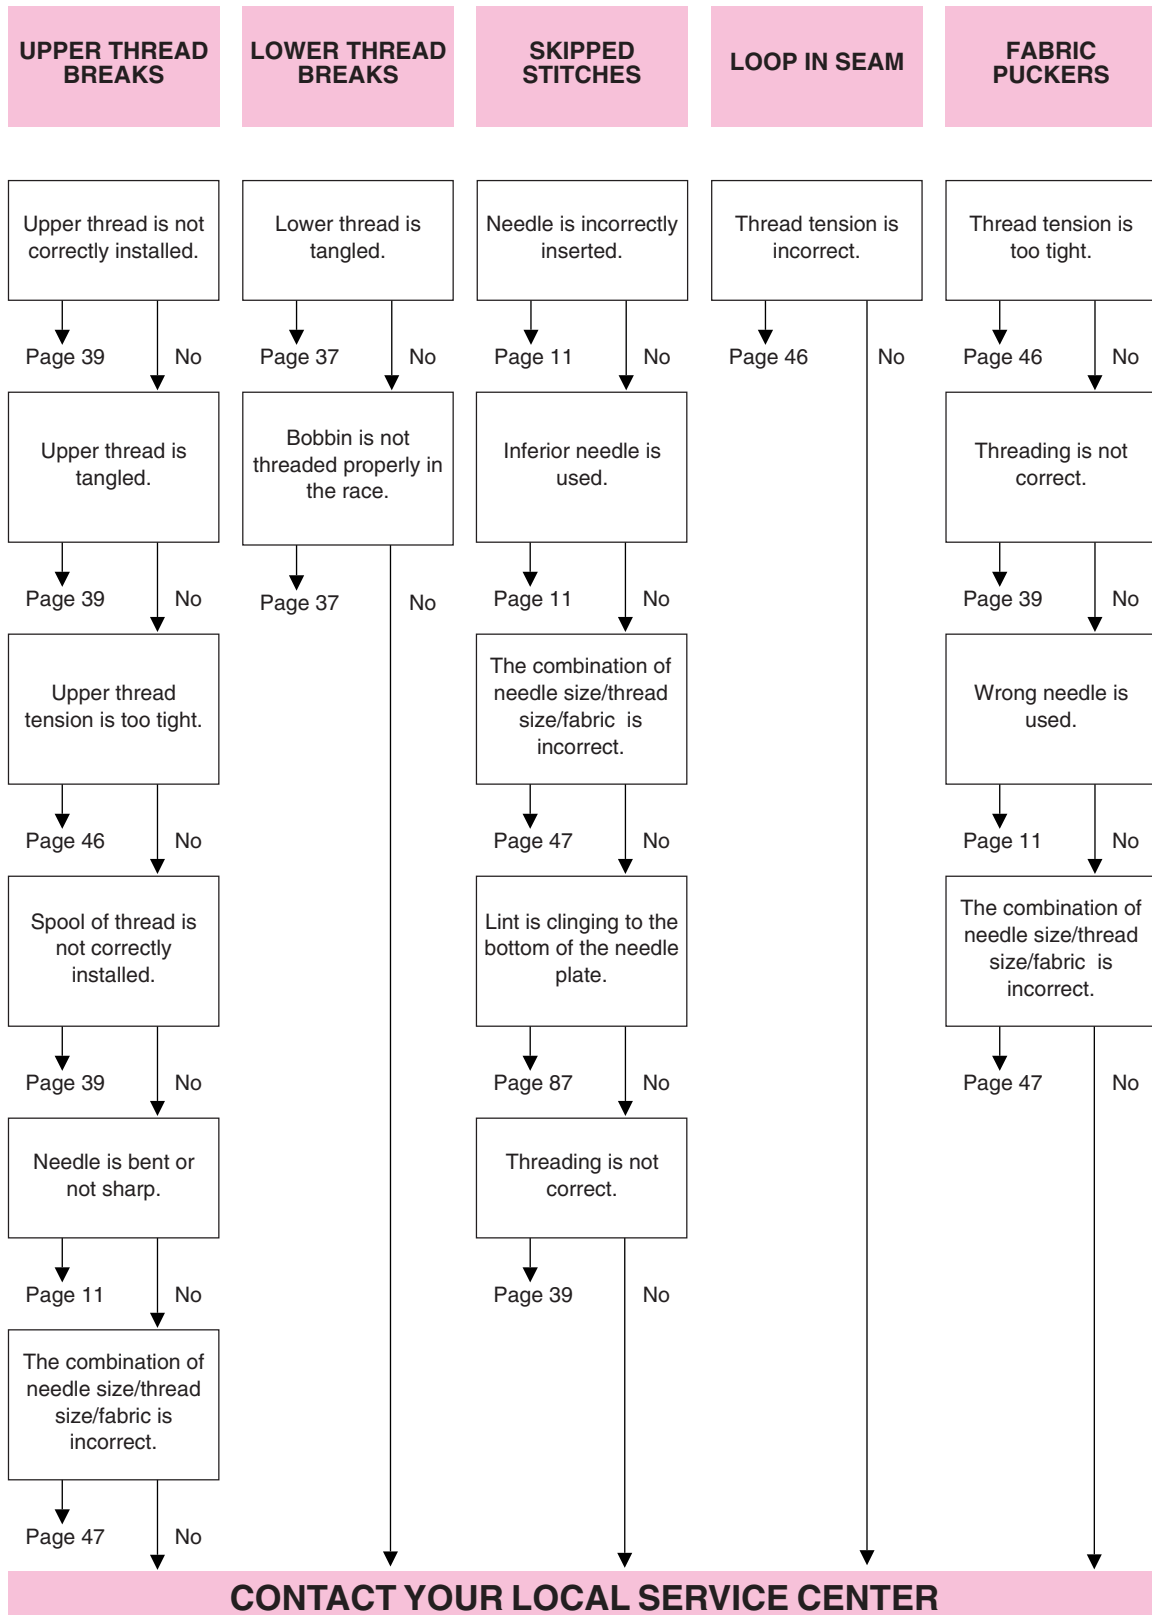 UPPER THREAD
BREAKS
Upper thread is not
correctly installed.
Page 39
No
Upper thread is
tangled.
Page 39
No
Upper thread
tension is too tight.
Page 46
No
Spool of thread is
not correctly
installed.
Page 39
No
Needle is bent or
not sharp.
Page 11
No
The combination of
needle size/thread
size/fabric is
incorrect.
Page 47
No
LOWER THREAD
BREAKS
Lower thread is
tangled.
Page 37
No
Bobbin is not
threaded properly in
the race.
Page 37
No
SKIPPED
STITCHES
Needle is incorrectly
inserted.
Page 11
No
Inferior needle is
used.
Page 11
No
The combination of
needle size/thread
size/fabric is
incorrect.
Page 47
No
Lint is clinging to the
bottom of the needle
plate.
Page 87
No
Threading is not
correct.
Page 39
No
LOOP IN SEAM
Thread tension is
incorrect.
Page 46
No
FABRIC
PUCKERS
Thread tension is
too tight.
Page 46
No
Threading is not
correct.
Page 39
No
Wrong needle is
used.
Page 11
No
The combination of
needle size/thread
size/fabric is
incorrect.
Page 47
No
CONTACT YOUR LOCAL SERVICE CENTER